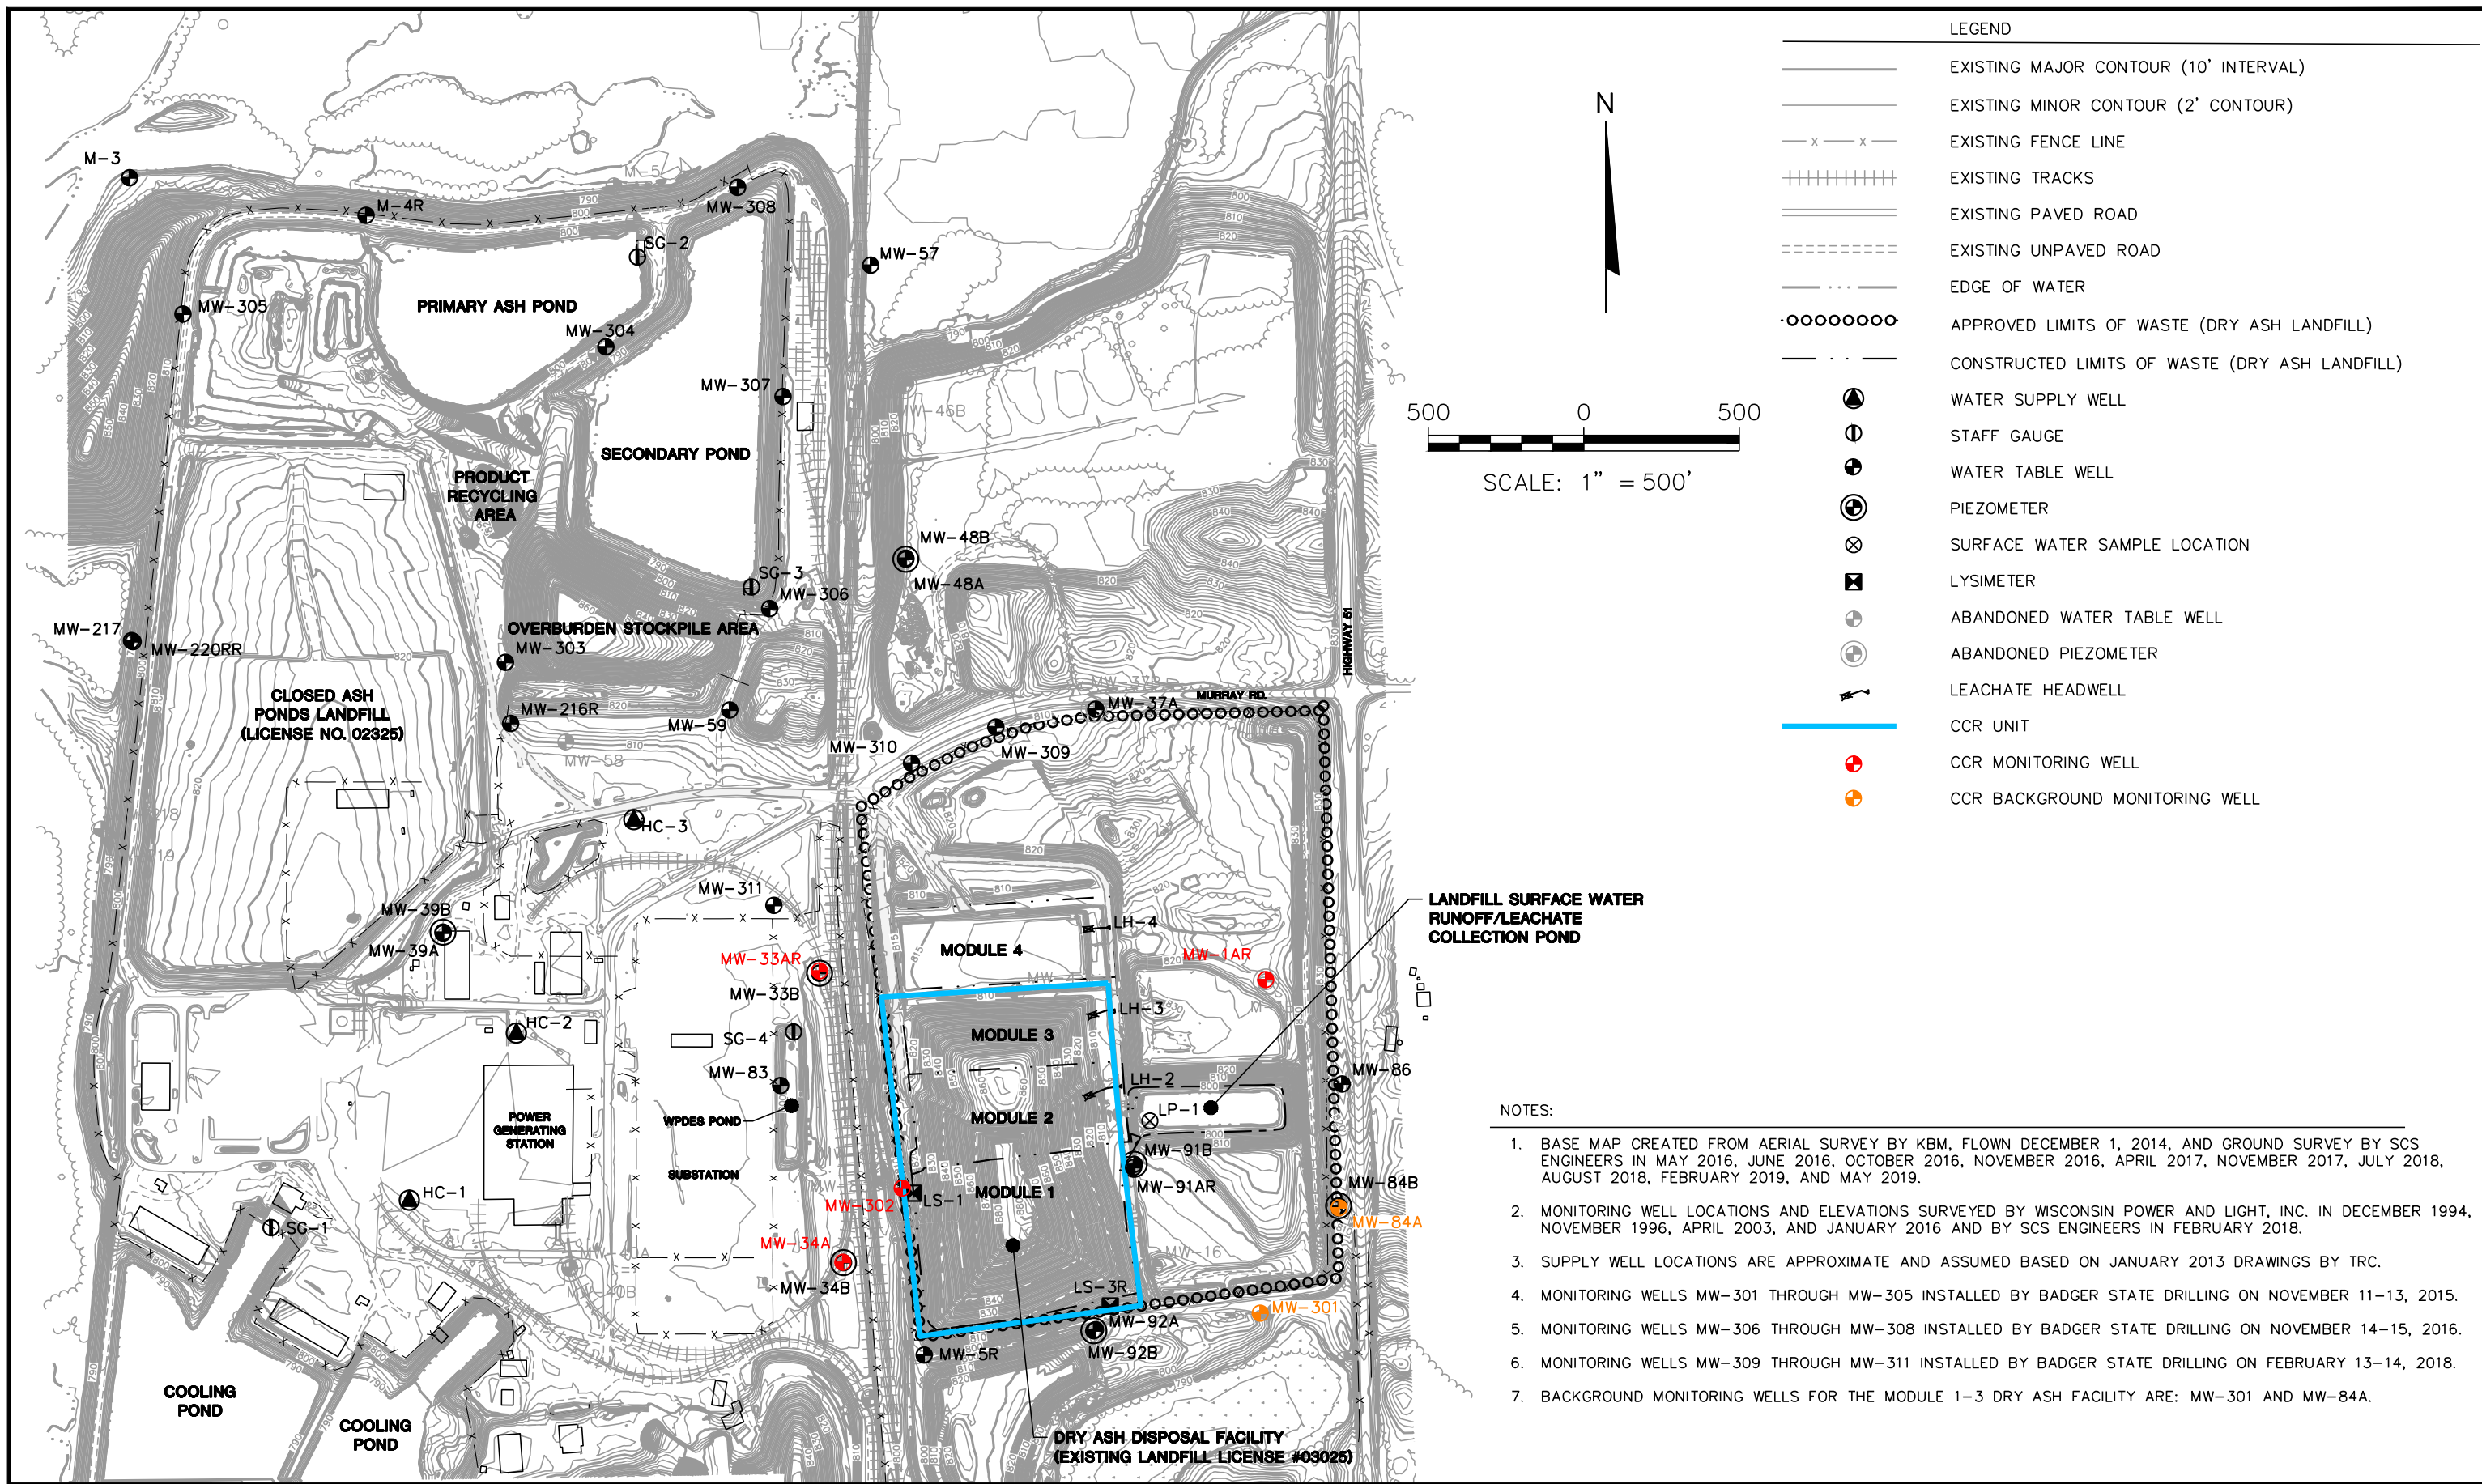 LEGEND
EXISTING MAJOR CONTOUR (10' INTERVAL)
EXISTING MINOR CONTOUR (2' CONTOUR)
EXISTING FENCE LINE
EXISTING TRACKS
EXISTING PAVED ROAD
EXISTING UNPAVED ROAD
EDGE OF WATER
APPROVED LIMITS OF WASTE (DRY ASH LANDFILL)
CONSTRUCTED LIMITS OF WASTE (DRY ASH LANDFILL)
WATER SUPPLY WELL
STAFF GAUGE
WATER TABLE WELL
PIEZOMETER
SURFACE WATER SAMPLE LOCATION
LYSIMETER
ABANDONED WATER TABLE WELL
ABANDONED PIEZOMETER
LEACHATE HEADWELL
CCR UNIT
CCR MONITORING WELL
CCR BACKGROUND MONITORING WELL
N
500 0 500
SCALE: 1" = 500'
M-3
M-4R
MW-308
SG-2
MW-57
MW-305
PRIMARY ASH POND
MW-304
MW-307
MW-46B
SECONDARY POND
PRODUCT
RECYCLING
AREA
MW-48B
MW-48A
SG-3
MW-306
OVERBURDEN STOCKPILE AREA
MW-217
MW-220RR
MW-303
HIGHWAY 51
CLOSED ASH
PONDS LANDFILL
(LICENSE NO. 02325)
MW-216R
MW-59
MW-58
MURRAY RD.
MW-37A
MW-310
MW-309
HC-3
MW-311
MW-39B
MW-39A
LH-4
MODULE 4
LANDFILL SURFACE WATER
RUNOFF/LEACHATE
COLLECTION POND
MW-33AR
MW-33B
MW-1AR
HC-2
SG-4
LH-3
MODULE 3
MW-83
LH-2
MW-86
LP-1
POWER
GENERATING
STATION
WPDES POND
MODULE 2
MW-91B
MW-91AR
SUBSTATION
MODULE 1
HC-1
MW-302
LS-1
MW-84B
MW-84A
SG-1
MW-34A
MW-34B
MW-16
MW-40B
LS-3R
MW-301
MW-92A
MW-92B
MW-5R
COOLING
POND
COOLING
POND
DRY ASH DISPOSAL FACILITY
(EXISTING LANDFILL LICENSE #03025)
NOTES:
1. BASE MAP CREATED FROM AERIAL SURVEY BY KBM, FLOWN DECEMBER 1, 2014, AND GROUND SURVEY BY SCS
ENGINEERS IN MAY 2016, JUNE 2016, OCTOBER 2016, NOVEMBER 2016, APRIL 2017, NOVEMBER 2017, JULY 2018,
AUGUST 2018, FEBRUARY 2019, AND MAY 2019.
2. MONITORING WELL LOCATIONS AND ELEVATIONS SURVEYED BY WISCONSIN POWER AND LIGHT, INC. IN DECEMBER 1994,
NOVEMBER 1996, APRIL 2003, AND JANUARY 2016 AND BY SCS ENGINEERS IN FEBRUARY 2018.
3. SUPPLY WELL LOCATIONS ARE APPROXIMATE AND ASSUMED BASED ON JANUARY 2013 DRAWINGS BY TRC.
4. MONITORING WELLS MW-301 THROUGH MW-305 INSTALLED BY BADGER STATE DRILLING ON NOVEMBER 11-13, 2015.
5. MONITORING WELLS MW-306 THROUGH MW-308 INSTALLED BY BADGER STATE DRILLING ON NOVEMBER 14-15, 2016.
6. MONITORING WELLS MW-309 THROUGH MW-311 INSTALLED BY BADGER STATE DRILLING ON FEBRUARY 13-14, 2018.
7. BACKGROUND MONITORING WELLS FOR THE MODULE 1-3 DRY ASH FACILITY ARE: MW-301 AND MW-84A.